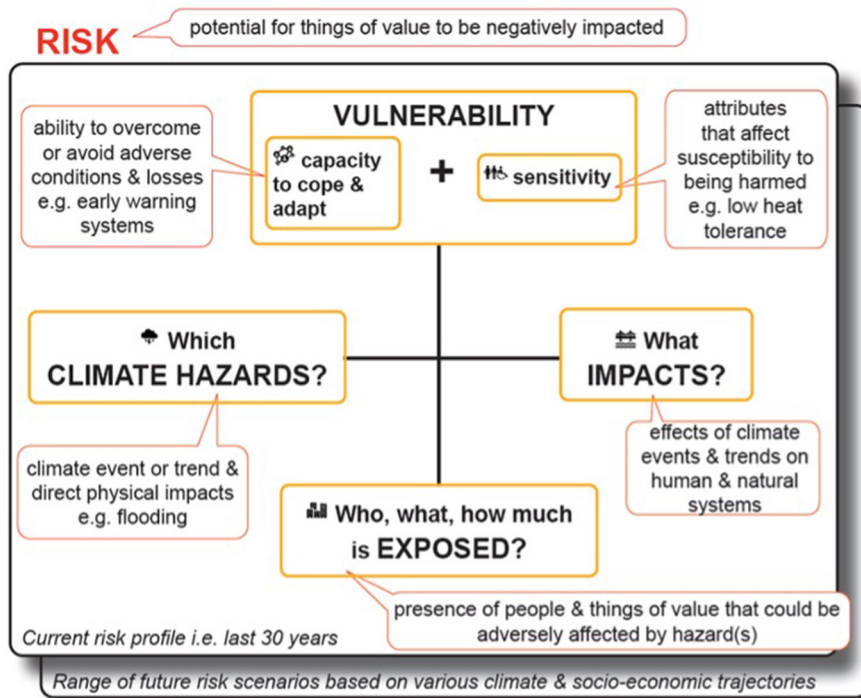 RISK
potential for things of value to be negatively impacted
VULNERABILITY
ability to overcome
or avoid adverse
conditions & losses
e.g. early warning
systems
capacity
to cope &
adapt
+
sensitivity
attributes
that affect
susceptibility to
being harmed
e.g. low heat
tolerance
Which
CLIMATE HAZARDS?
What
IMPACTS?
climate event or trend &
direct physical impacts
e.g. flooding
effects of climate
events & trends on
human & natural
systems
Who, what, how much
is EXPOSED?
presence of people & things of value that could be
adversely affected by hazard(s)
Current risk profile i.e. last 30 years
Range of future risk scenarios based on various climate & socio-economic trajectories